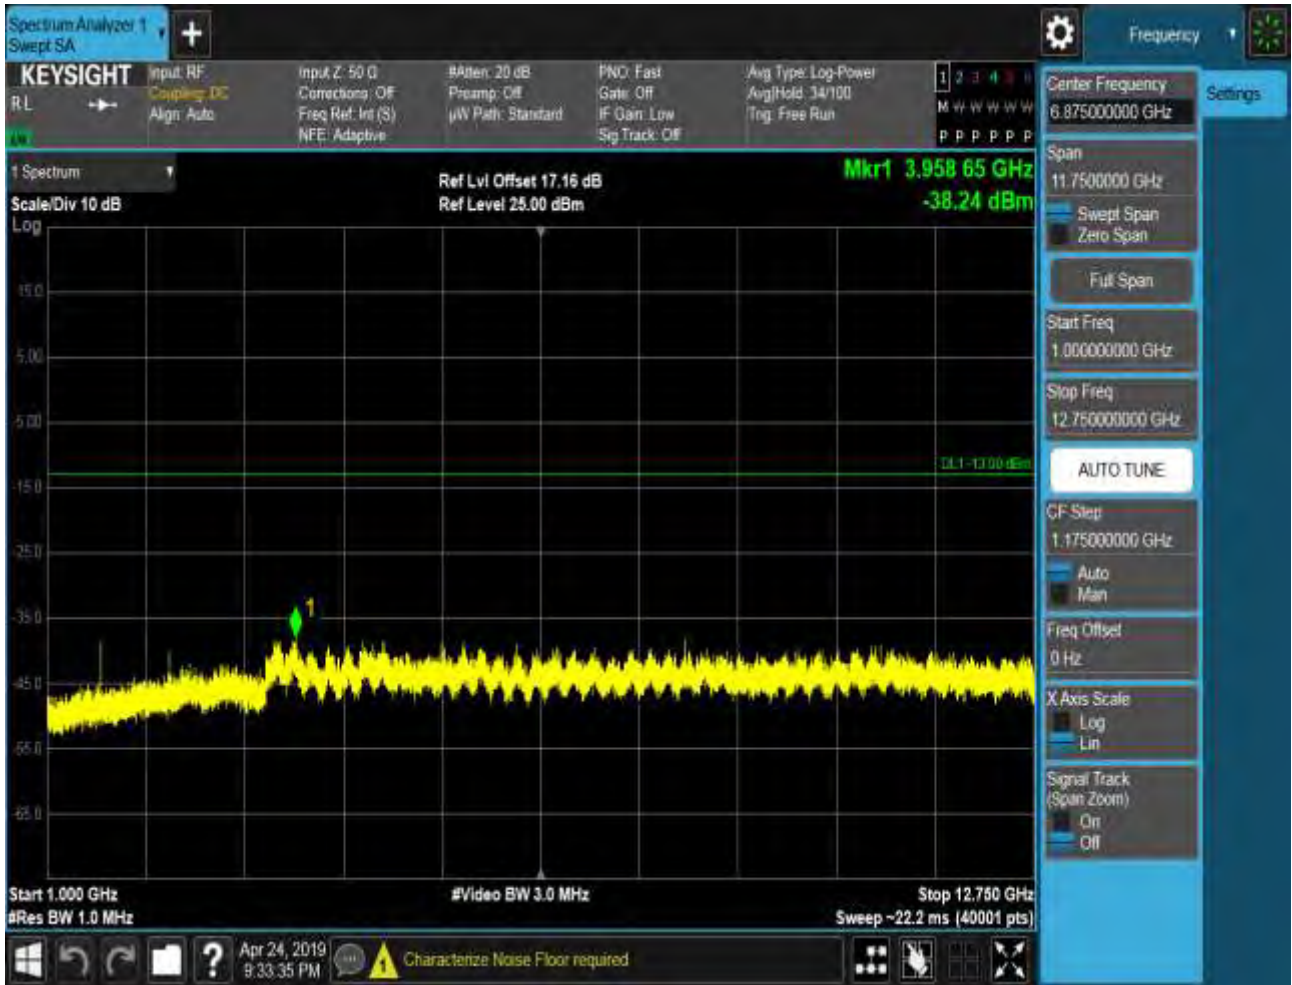 Spectrum Analyzer 1
Swept SA
Frequency
KEYSIGHT
RL
Input: RF
Coupling: DC
Align: Auto
Input Z: 50 Ω
Corrections: Off
Freq Ref: Int (S)
NFE: Adaptive
#Atten: 20 dB
Preamp: Off
µW Path: Standard
PNO: Fast
Gate: Off
IF Gain: Low
Sig Track: Off
Avg Type: Log-Power
Avg|Hold: 34/100
Trig: Free Run
1 2 3 4 5 6
M W W W W W
P P P P P P
1 Spectrum
Scale/Div 10 dB
Log
Ref Lvl Offset 17.16 dB
Ref Level 25.00 dBm
Mkr1 3.958 65 GHz
-38.24 dBm
15.0
5.00
-5.00
DL1 -13.00 dBm
-15.0
-25.0
-35.0
1
-45.0
-55.0
-65.0
Start 1.000 GHz
#Res BW 1.0 MHz
#Video BW 3.0 MHz
Stop 12.750 GHz
Sweep ~22.2 ms (40001 pts)
Apr 24, 2019
9:33:35 PM
Characterize Noise Floor required
Center Frequency
6.875000000 GHz
Settings
Span
11.7500000 GHz
Swept Span
Zero Span
Full Span
Start Freq
1.000000000 GHz
Stop Freq
12.750000000 GHz
AUTO TUNE
CF Step
1.175000000 GHz
Auto
Man
Freq Offset
0 Hz
X Axis Scale
Log
Lin
Signal Track
(Span Zoom)
On
Off